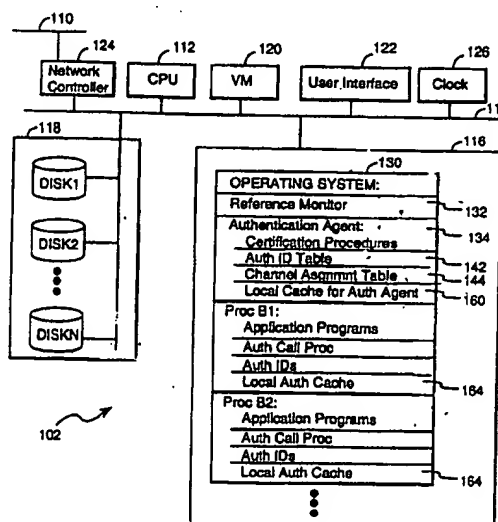 110
124
112
120
122
126
Network
Controller
CPU
VM
User Interface
Clock
11
118
116
DISK1
DISK2
DISKN
102
130
OPERATING SYSTEM:
Reference Monitor
132
Authentication Agent:
134
Certification Procedures
Auth ID Table
142
Channel Asgnmnt Table
144
Local Cache for Auth Agent
160
Proc B1:
Application Programs
Auth Call Proc
Auth IDs
Local Auth Cache
164
Proc B2:
Application Programs
Auth Call Proc
Auth IDs
Local Auth Cache
164